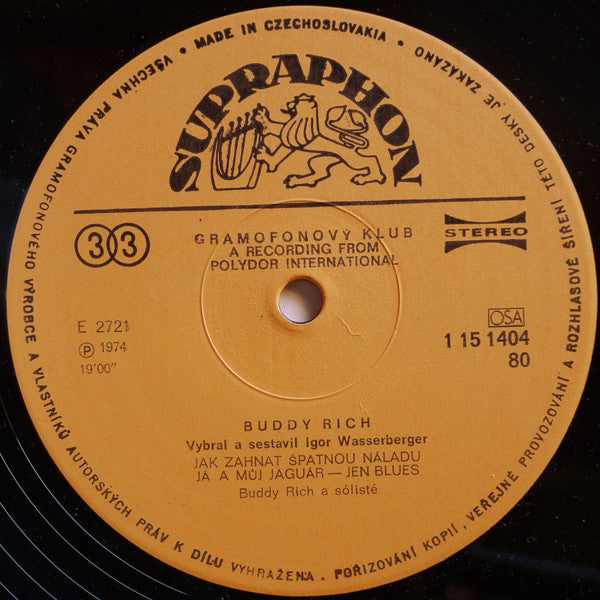 VŠECHNA PRÁVA GRAMOFONOVÉHO VÝROBCE A VLASTNÍKŮ AUTORSKÝCH PRÁV K DÍLU VYHRAŽENA. POŘIZOVÁNÍ KOPIÍ, VEŘEJNÉ PROVOZOVÁNÍ A ROZHLASOVÉ ŠÍŘENÍ TÉTO DESKY JE ZAKÁZÁNO • MADE IN CZECHOSLOVAKIA •
SUPRAPHON
33
GRAMOFONOVÝ KLUB
A RECORDING FROM
POLYDOR INTERNATIONAL
STEREO
E 2721
Ⓟ 1974
19'00"
OSA
1 15 1404
80
BUDDY RICH
Vybral a sestavil Igor Wasserberger
JAK ZAHNAT ŠPATNOU NÁLADU
JÁ A MŮJ JAGUÁR — JEN BLUES
Buddy Rich a sólisté